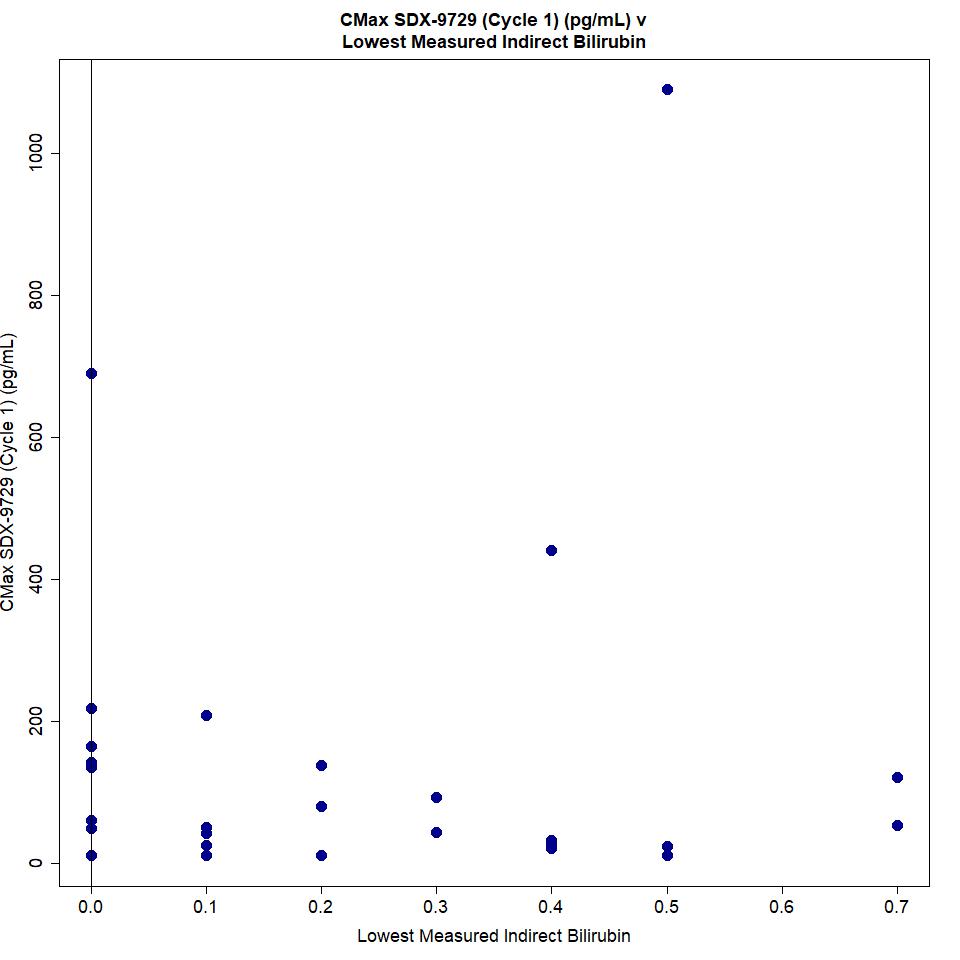 CMax SDX-9729 (Cycle 1) (pg/mL) v
Lowest Measured Indirect Bilirubin
CMax SDX-9729 (Cycle 1) (pg/mL)
1000
800
600
400
200
0
0.0 0.1 0.2 0.3 0.4 0.5 0.6 0.7
Lowest Measured Indirect Bilirubin